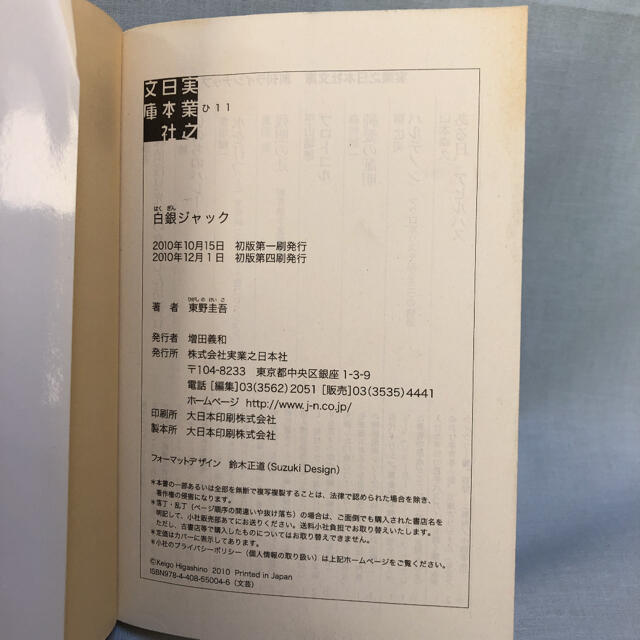 実業之
日本社
文庫
ひ11
はくぎん
白銀ジャック
2010年10月15日　初版第一刷発行
2010年12月1日　初版第四刷発行
ひがしのけいご
著　者　東野圭吾
発行者　増田義和
発行所　株式会社実業之日本社
〒104-8233　東京都中央区銀座1-3-9
電話［編集］03(3562)2051［販売］03(3535)4441
ホームページ　http://www.j-n.co.jp/
印刷所　大日本印刷株式会社
製本所　大日本印刷株式会社
フォーマットデザイン　鈴木正道(Suzuki Design)
＊本書の一部あるいは全部を無断で複写複製することは、法律で認められた場合を除き、
著作権の侵害になります。
＊落丁・乱丁（ページ順序の間違いや抜け落ち）の場合は、ご面倒でも購入された書店名を
明記して、小社販売部あてにお送りください。送料小社負担でお取り替えいたします。
ただし、古書店等で購入したものについてはお取り替えできません。
＊定価はカバーに表示してあります。
＊小社のプライバシーポリシー（個人情報の取り扱い）は上記ホームページをご覧ください。
©Keigo Higashino 2010 Printed in Japan
ISBN978-4-408-55004-6（文芸）